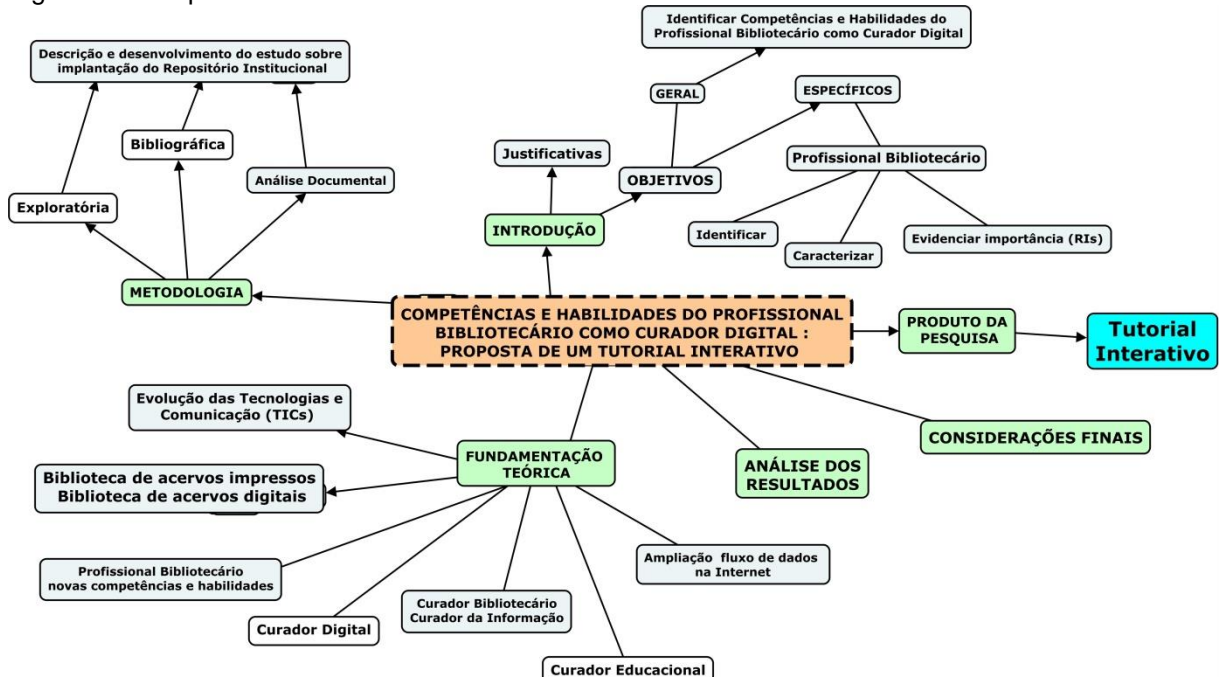 Identificar Competências e Habilidades do
Profissional Bibliotecário como Curador Digital
Descrição e desenvolvimento do estudo sobre
implantação do Repositório Institucional
GERAL
ESPECÍFICOS
Bibliográfica
Justificativas
Profissional Bibliotecário
Análise Documental
OBJETIVOS
Exploratória
INTRODUÇÃO
Identificar
Caracterizar
Evidenciar importância (RIs)
METODOLOGIA
COMPETÊNCIAS E HABILIDADES DO PROFISSIONAL
BIBLIOTECÁRIO COMO CURADOR DIGITAL :
PROPOSTA DE UM TUTORIAL INTERATIVO
PRODUTO DA
PESQUISA
Tutorial
Interativo
Evolução das Tecnologias e
Comunicação (TICs)
FUNDAMENTAÇÃO
TEÓRICA
ANÁLISE DOS
RESULTADOS
CONSIDERAÇÕES FINAIS
Biblioteca de acervos impressos
Biblioteca de acervos digitais
Profissional Bibliotecário
novas competências e habilidades
Ampliação fluxo de dados
na Internet
Curador Digital
Curador Bibliotecário
Curador da Informação
Curador Educacional